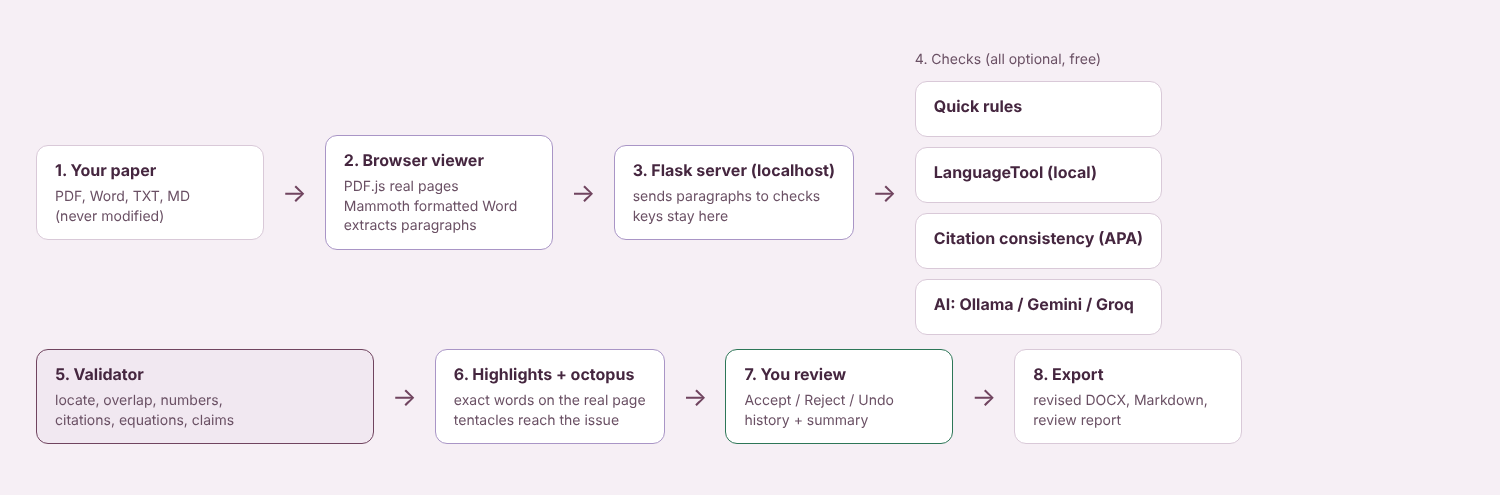 1. Your paper
PDF, Word, TXT, MD
(never modified)
→
2. Browser viewer
PDF.js real pages
Mammoth formatted Word
extracts paragraphs
→
3. Flask server (localhost)
sends paragraphs to checks
keys stay here
→
4. Checks (all optional, free)
Quick rules
LanguageTool (local)
Citation consistency (APA)
AI: Ollama / Gemini / Groq
5. Validator
locate, overlap, numbers,
citations, equations, claims
→
6. Highlights + octopus
exact words on the real page
tentacles reach the issue
→
7. You review
Accept / Reject / Undo
history + summary
→
8. Export
revised DOCX, Markdown,
review report